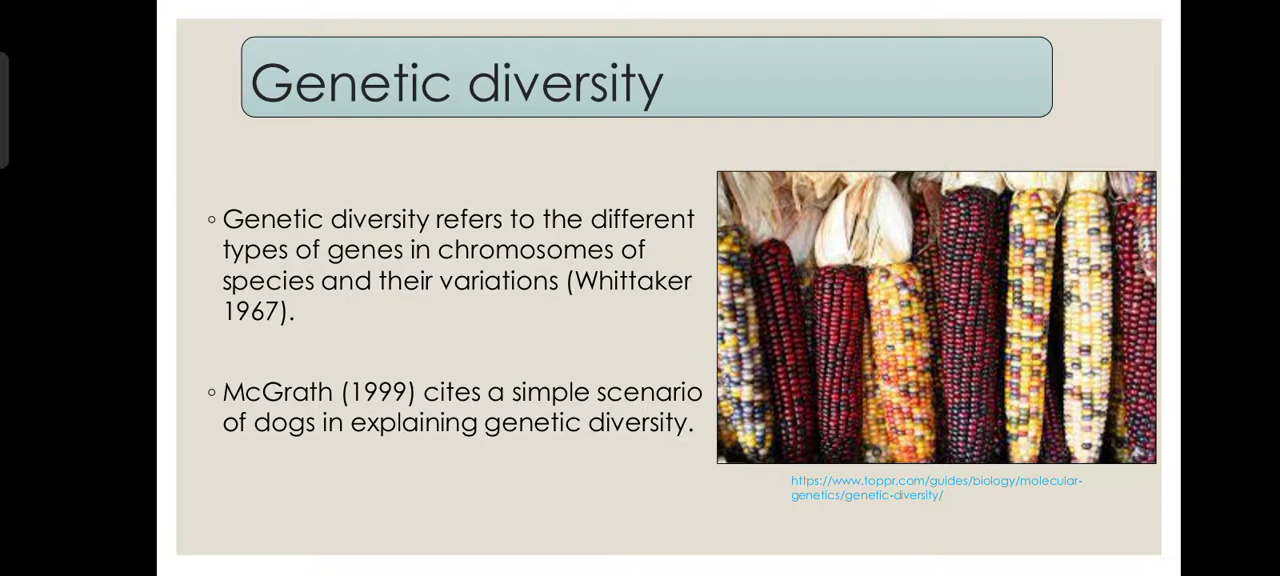 Genetic diversity
◦ Genetic diversity refers to the different
types of genes in chromosomes of
species and their variations (Whittaker
1967).
◦ McGrath (1999) cites a simple scenario
of dogs in explaining genetic diversity.
https://www.toppr.com/guides/biology/molecular-
genetics/genetic-diversity/